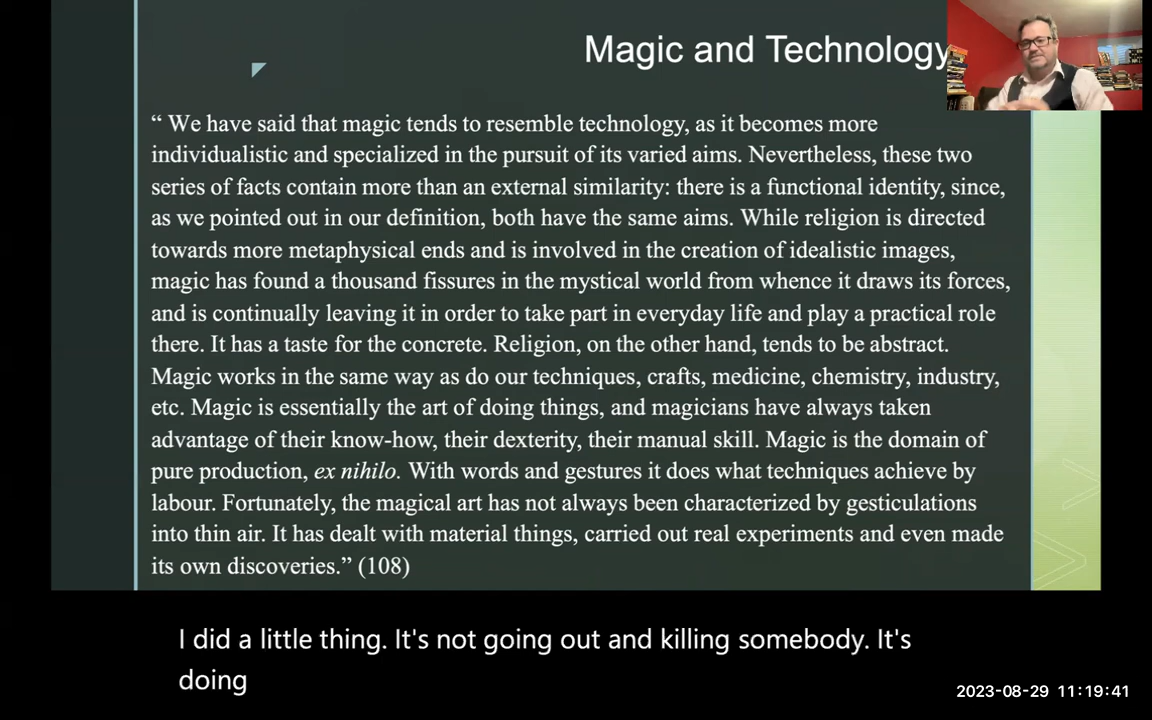 Magic and Technology
“ We have said that magic tends to resemble technology, as it becomes more
individualistic and specialized in the pursuit of its varied aims. Nevertheless, these two
series of facts contain more than an external similarity: there is a functional identity, since,
as we pointed out in our definition, both have the same aims. While religion is directed
towards more metaphysical ends and is involved in the creation of idealistic images,
magic has found a thousand fissures in the mystical world from whence it draws its forces,
and is continually leaving it in order to take part in everyday life and play a practical role
there. It has a taste for the concrete. Religion, on the other hand, tends to be abstract.
Magic works in the same way as do our techniques, crafts, medicine, chemistry, industry,
etc. Magic is essentially the art of doing things, and magicians have always taken
advantage of their know-how, their dexterity, their manual skill. Magic is the domain of
pure production, ex nihilo. With words and gestures it does what techniques achieve by
labour. Fortunately, the magical art has not always been characterized by gesticulations
into thin air. It has dealt with material things, carried out real experiments and even made
its own discoveries.” (108)
I did a little thing. It's not going out and killing somebody. It's
doing
2023-08-29 11:19:41